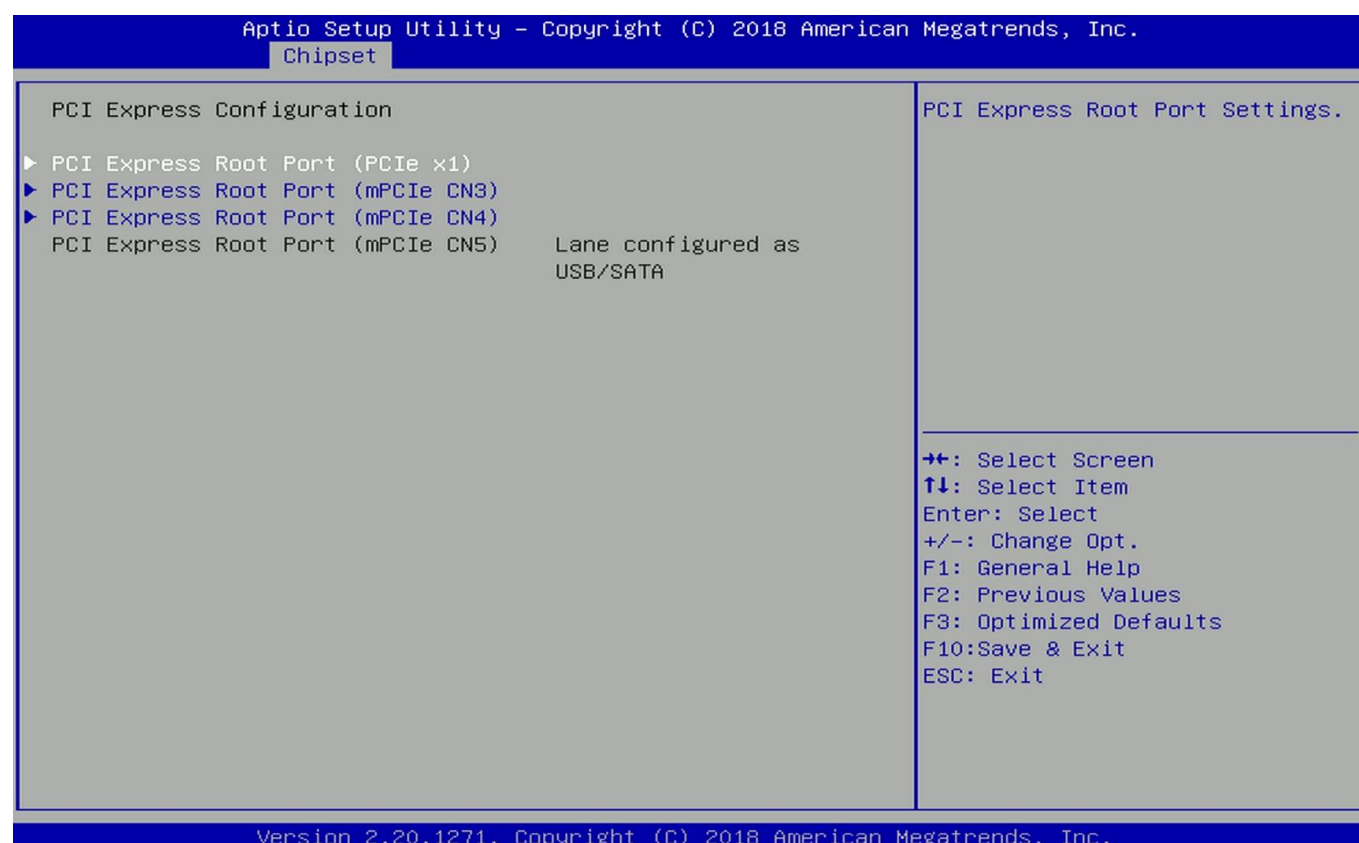 Aptio Setup Utility – Copyright (C) 2018 American Megatrends, Inc.
Chipset
PCI Express Configuration
PCI Express Root Port (PCIe x1)
PCI Express Root Port (mPCIe CN3)
PCI Express Root Port (mPCIe CN4)
PCI Express Root Port (mPCIe CN5) Lane configured as
USB/SATA
PCI Express Root Port Settings.
→←: Select Screen
↑↓: Select Item
Enter: Select
+/-: Change Opt.
F1: General Help
F2: Previous Values
F3: Optimized Defaults
F10:Save & Exit
ESC: Exit
Version 2.20.1271. Copyright (C) 2018 American Megatrends, Inc.